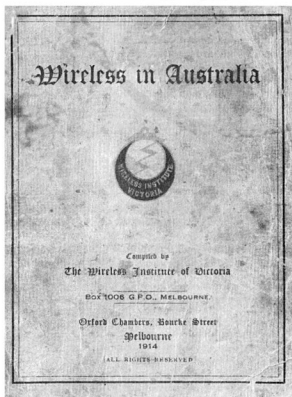 Wireless in Australia
WIRELESS INSTITUTE
VICTORIA
Compiled by
The Wireless Institute of Victoria
BOX 1006 G.P.O., MELBOURNE.
Oxford Chambers, Bourke Street
Melbourne
1914
(ALL RIGHTS RESERVED